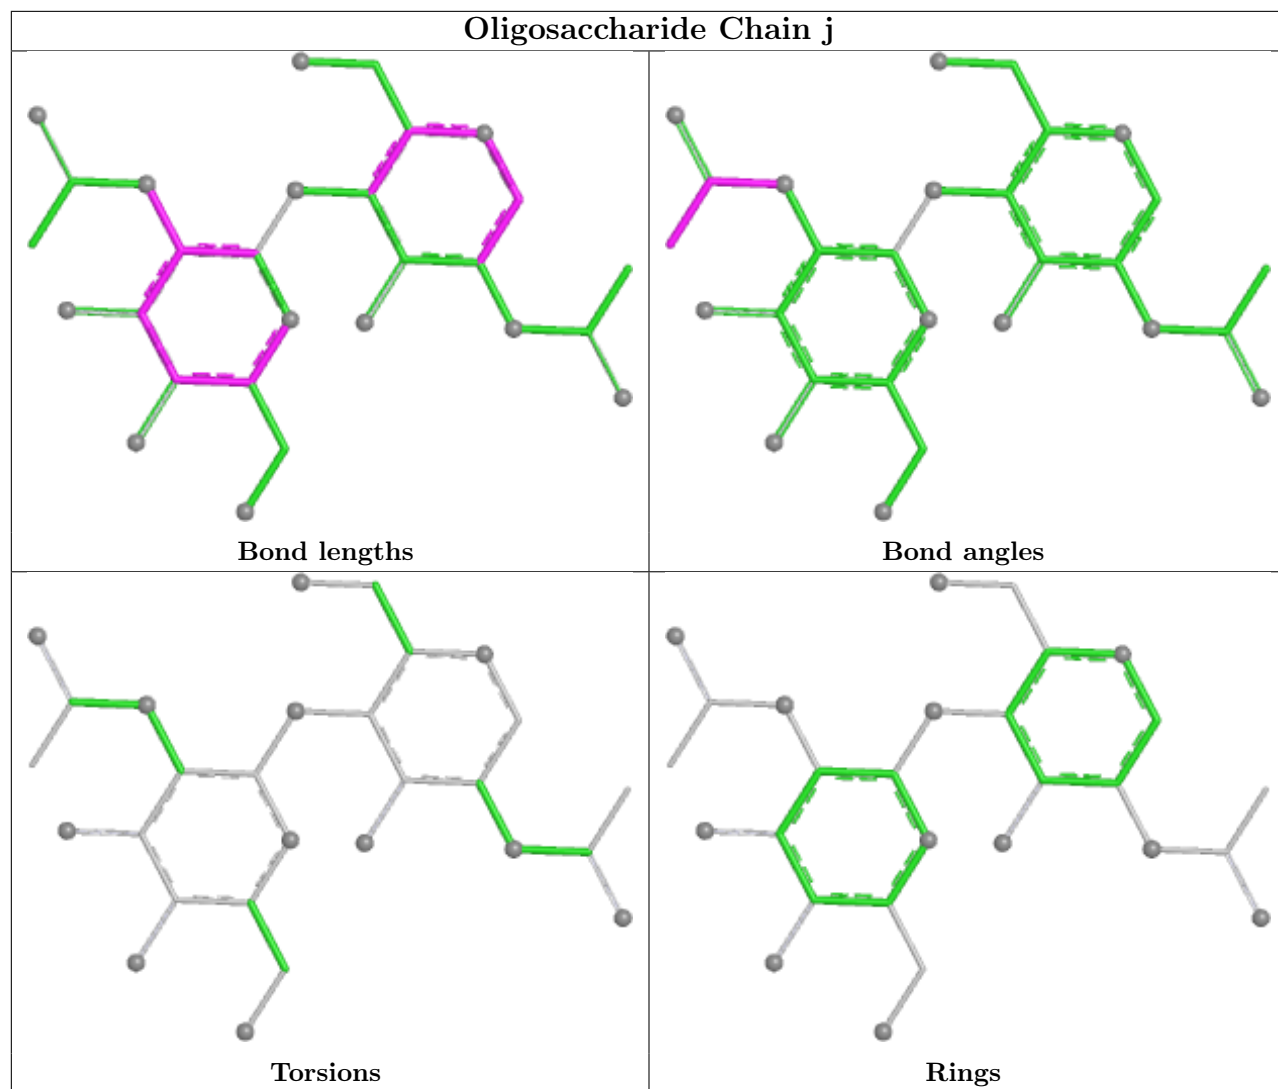 Oligosaccharide Chain j
Bond lengths
Bond angles
Torsions
Rings